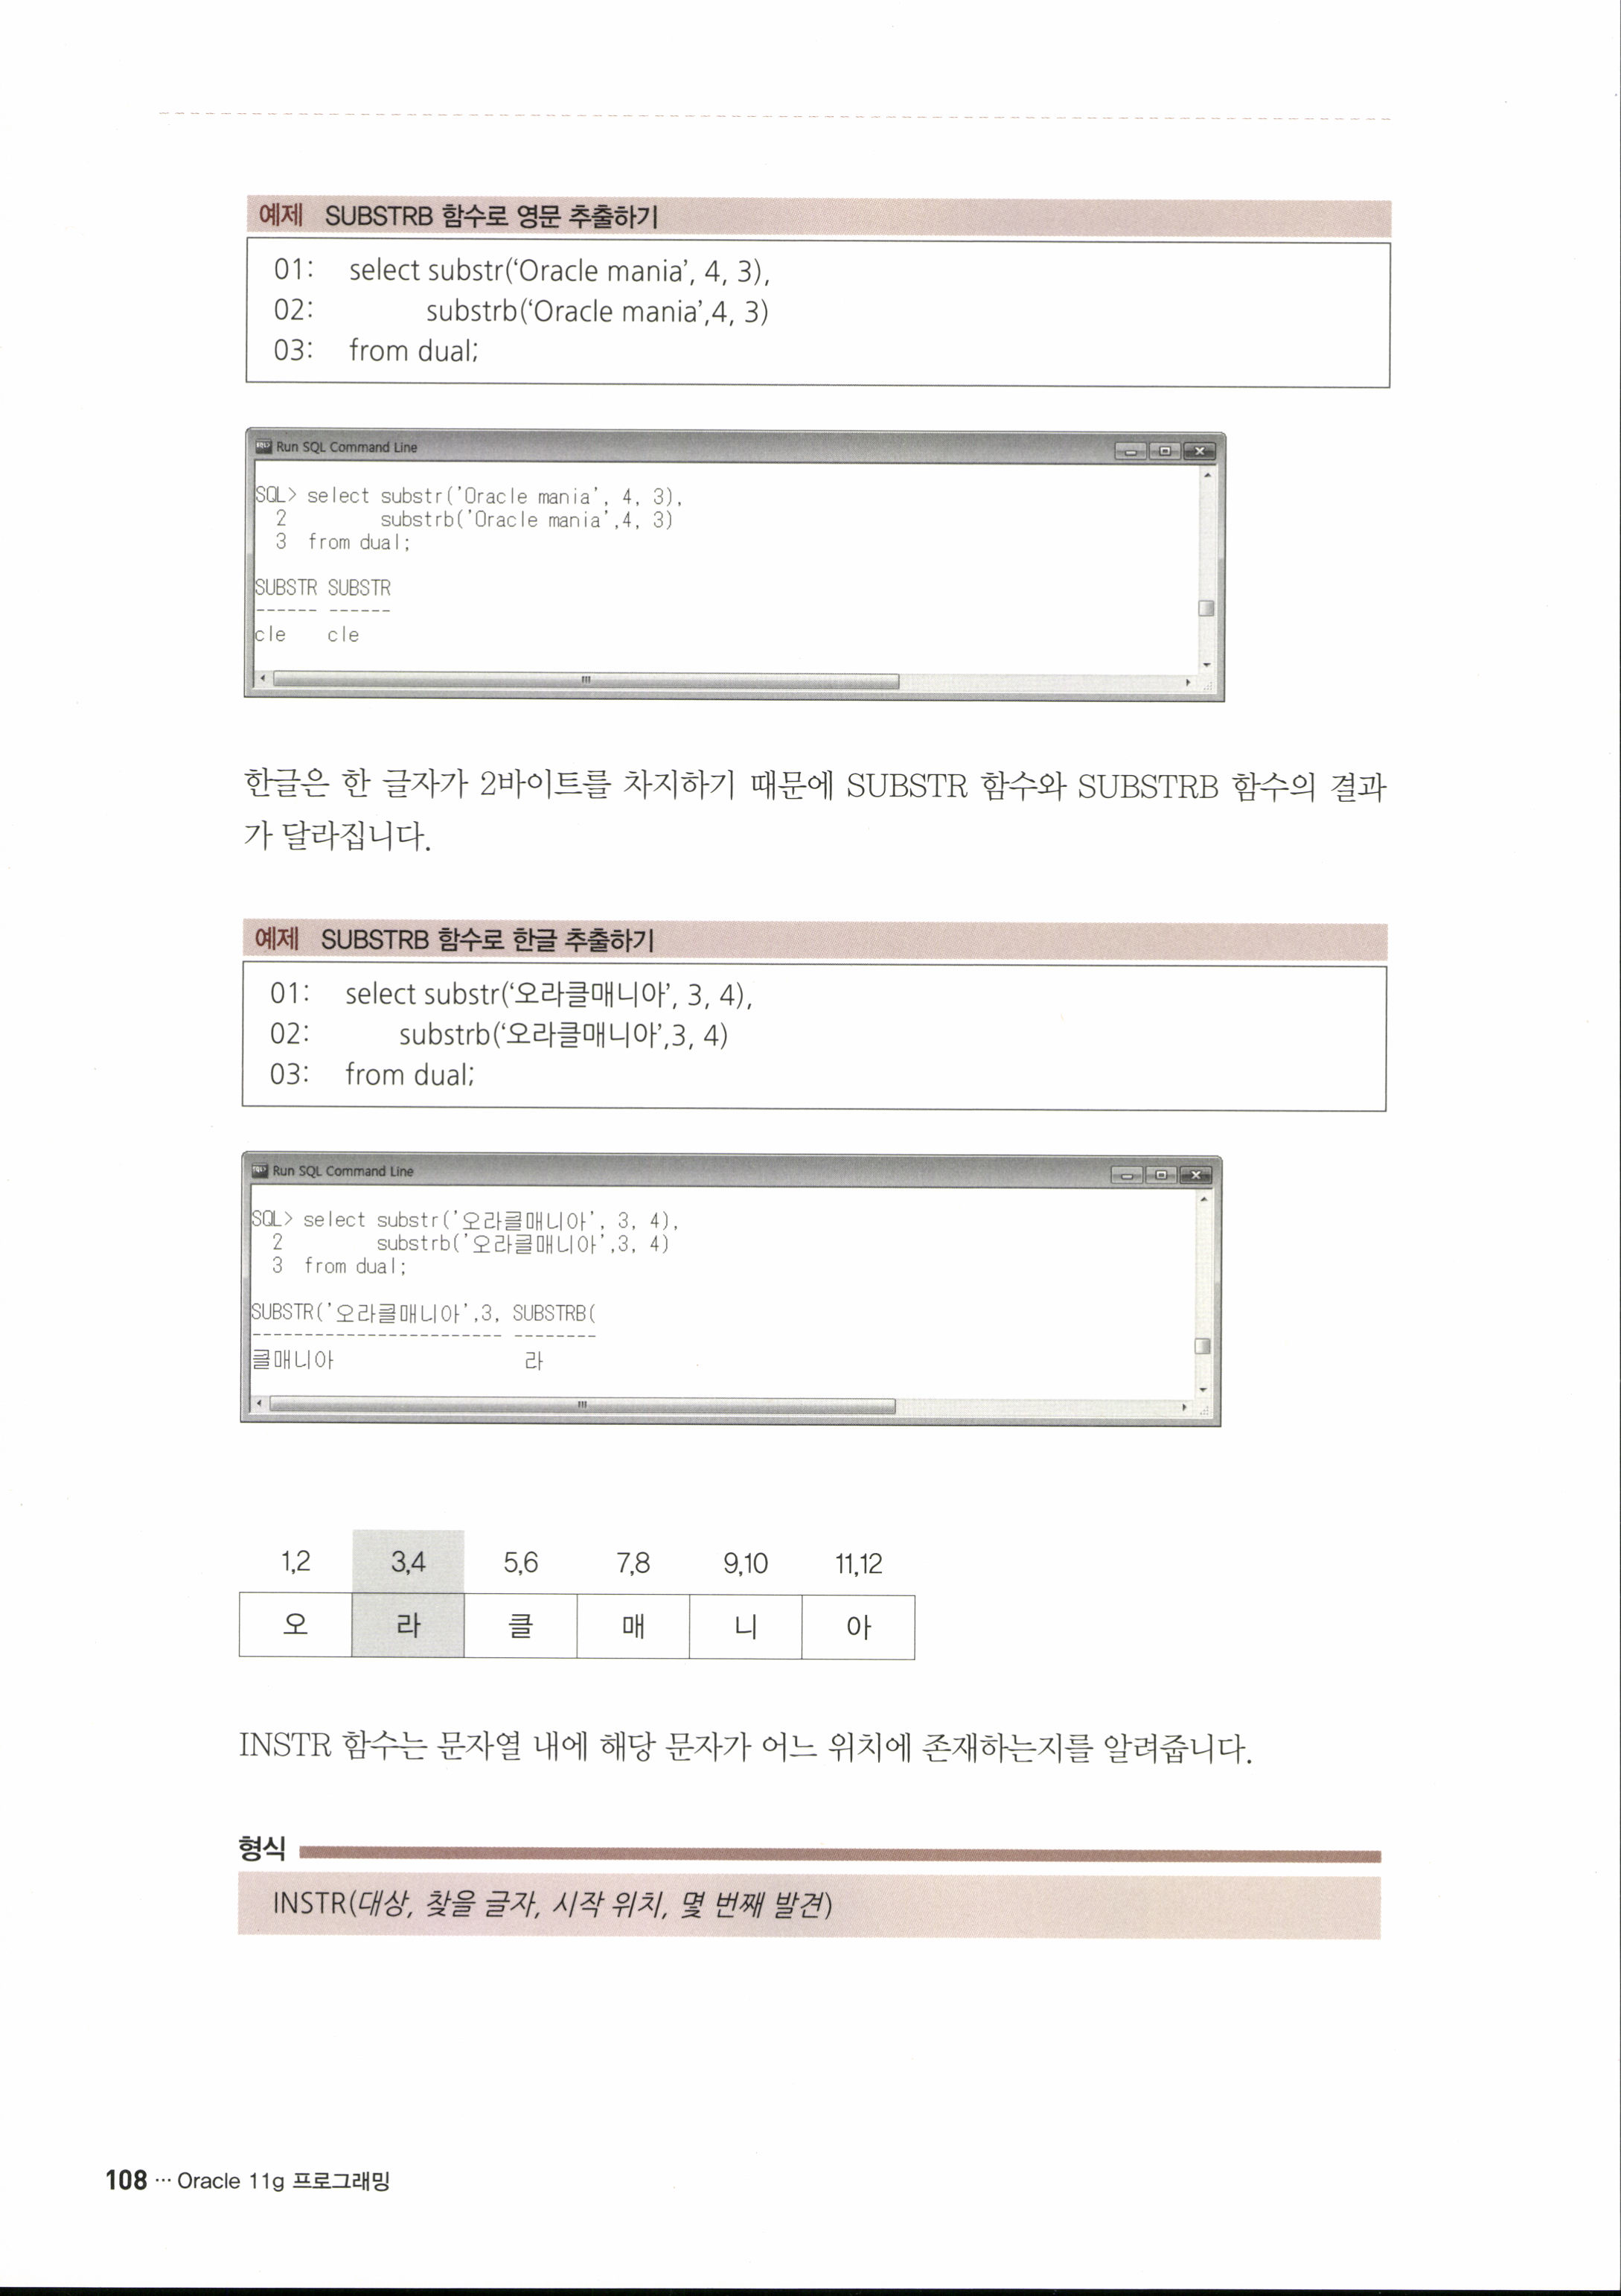 예제 SUBSTRB 함수로 영문 추출하기
01: select substr(‘Oracle mania’, 4, 3),
02: substrb(‘Oracle mania’,4, 3)
03: from dual;
Run SQL Command Line
SQL> select substr('Oracle mania', 4, 3),
2 substrb('Oracle mania',4, 3)
3 from dual;
SUBSTR SUBSTR
------ ------
cle cle
한글은 한 글자가 2바이트를 차지하기 때문에 SUBSTR 함수와 SUBSTRB 함수의 결과
가 달라집니다.
예제 SUBSTRB 함수로 한글 추출하기
01: select substr(‘오라클매니아’, 3, 4),
02: substrb(‘오라클매니아’,3, 4)
03: from dual;
Run SQL Command Line
SQL> select substr('오라클매니아', 3, 4),
2 substrb('오라클매니아',3, 4)
3 from dual;
SUBSTR('오라클매니아',3, SUBSTRB(
------------------------ --------
클매니아 라
1,2 3,4 5,6 7,8 9,10 11,12
오 라 클 매 니 아
INSTR 함수는 문자열 내에 해당 문자가 어느 위치에 존재하는지를 알려줍니다.
형식
INSTR(대상, 찾을 글자, 시작 위치, 몇 번째 발견)
108 ··· Oracle 11g 프로그래밍